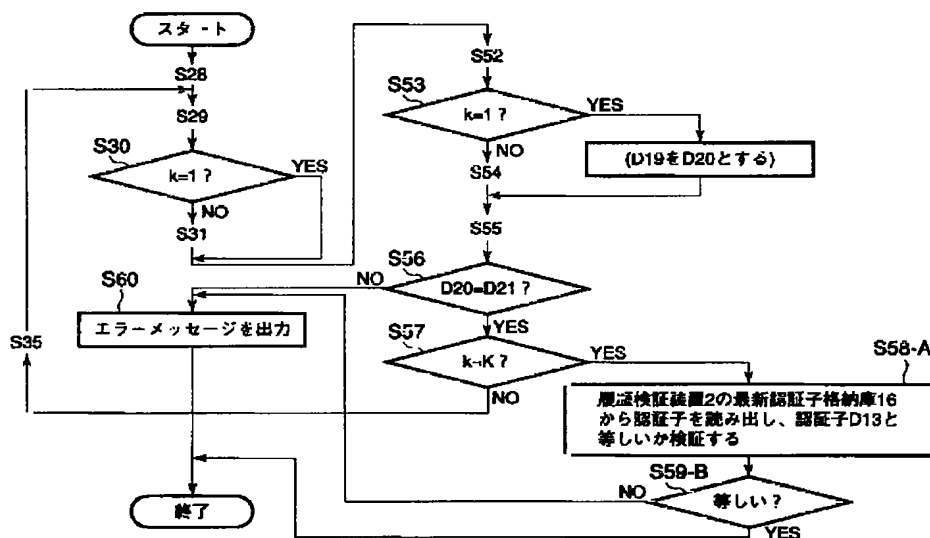 スタート
S28
S29
S30
k=1 ?
YES
NO
S31
S52
S53
k=1 ?
YES
NO
(D19をD20とする)
S54
S55
S56
D20=D21 ?
NO
YES
S60
エラーメッセージを出力
S35
S57
k=K ?
YES
NO
S58-A
履歴検証装置2の最新認証子格納庫16
から認証子を読み出し、認証子D13と
等しいか検証する
S59-B
等しい ?
NO
YES
終了